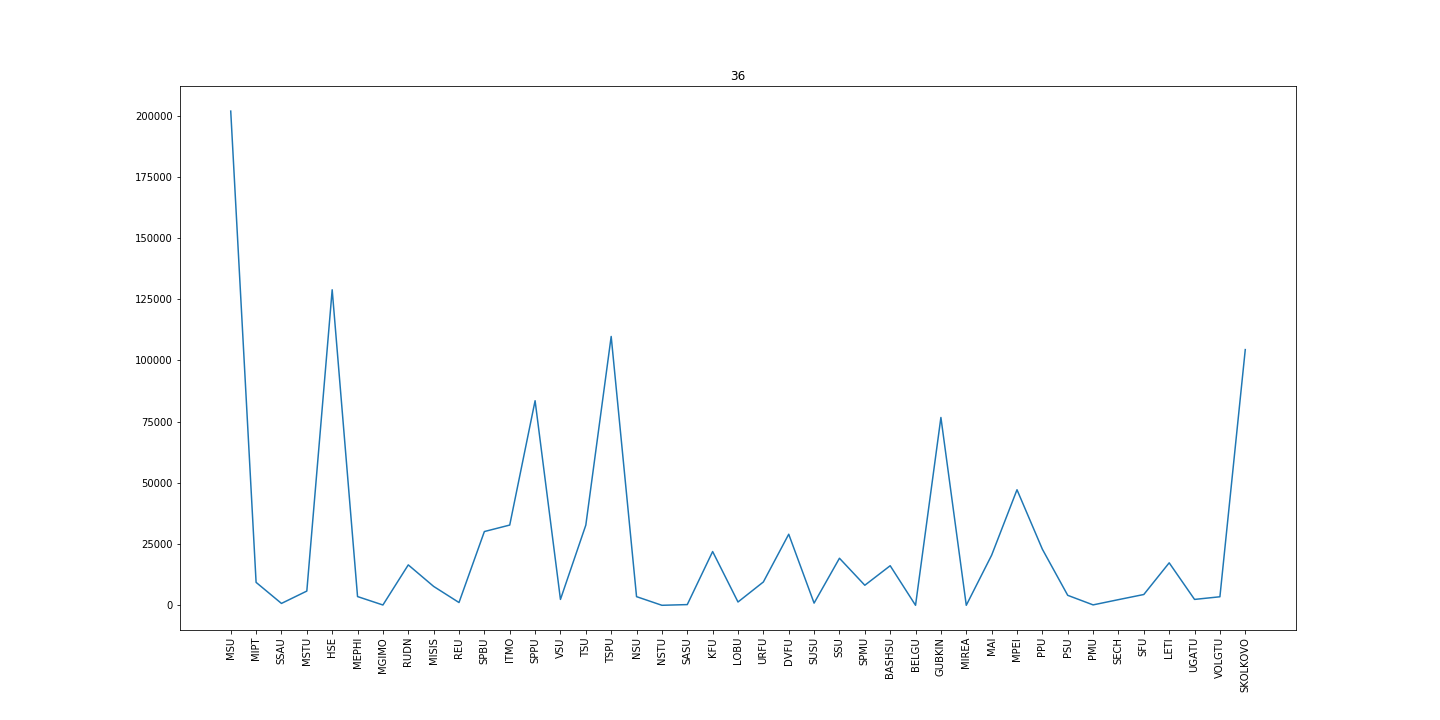 36
200000
175000
150000
125000
100000
75000
50000
25000
0
MSU
MIPT
SSAU
MSTU
HSE
MEPHI
MGIMO
RUDN
MISIS
REU
SPBU
ITMO
SPPU
VSU
TSU
TSPU
NSU
NSTU
SASU
KFU
LOBU
URFU
DVFU
SUSU
SSU
SPMU
BASHSU
BELGU
GUBKIN
MIREA
MAI
MPEI
PPU
PSU
PMU
SECH
SFU
LETI
UGATU
VOLGTU
SKOLKOVO